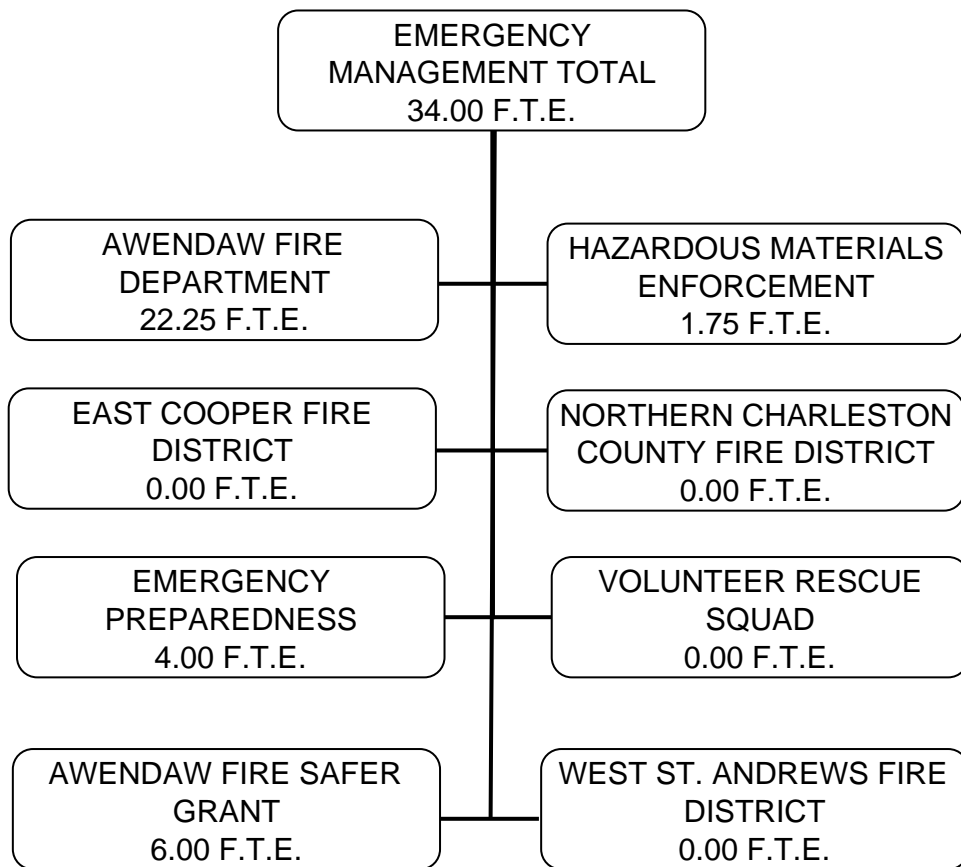 EMERGENCY
MANAGEMENT TOTAL
34.00 F.T.E.
AWENDAW FIRE
DEPARTMENT
22.25 F.T.E.
HAZARDOUS MATERIALS
ENFORCEMENT
1.75 F.T.E.
EAST COOPER FIRE
DISTRICT
0.00 F.T.E.
NORTHERN CHARLESTON
COUNTY FIRE DISTRICT
0.00 F.T.E.
EMERGENCY
PREPAREDNESS
4.00 F.T.E.
VOLUNTEER RESCUE
SQUAD
0.00 F.T.E.
AWENDAW FIRE SAFER
GRANT
6.00 F.T.E.
WEST ST. ANDREWS FIRE
DISTRICT
0.00 F.T.E.